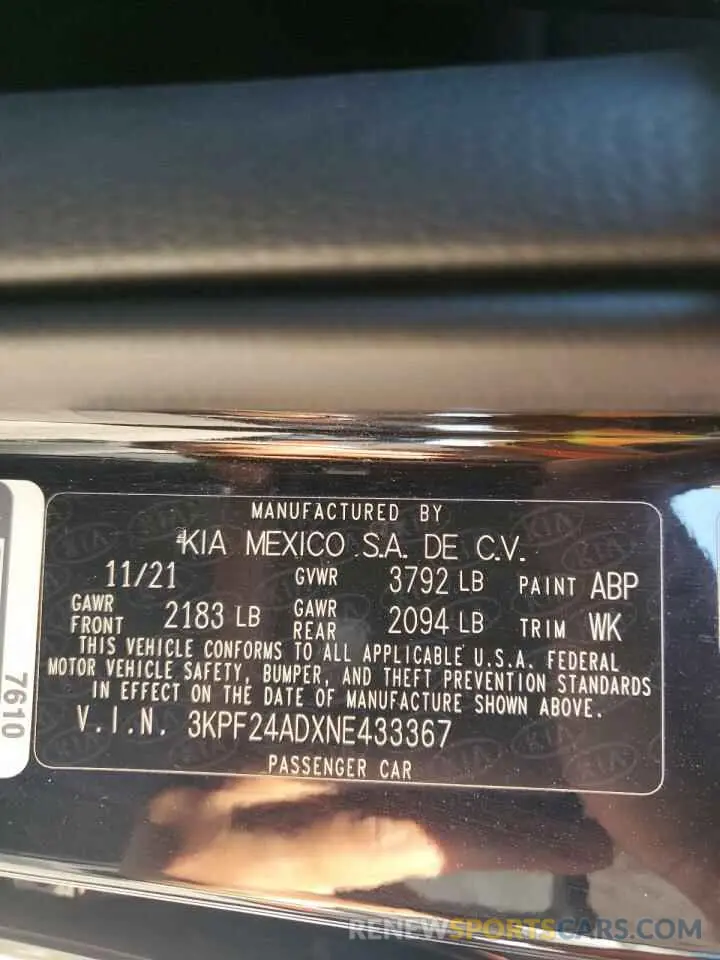 MANUFACTURED BY
KIA MEXICO S.A. DE C.V.
11/21 GVWR 3792 LB PAINT ABP
GAWR FRONT 2183 LB GAWR REAR 2094 LB TRIM WK
THIS VEHICLE CONFORMS TO ALL APPLICABLE U.S.A. FEDERAL
MOTOR VEHICLE SAFETY, BUMPER, AND THEFT PREVENTION STANDARDS
IN EFFECT ON THE DATE OF MANUFACTURE SHOWN ABOVE.
V.I.N. 3KPF24ADXNE433367
PASSENGER CAR
7610
RENEWSPORTSCARS.COM